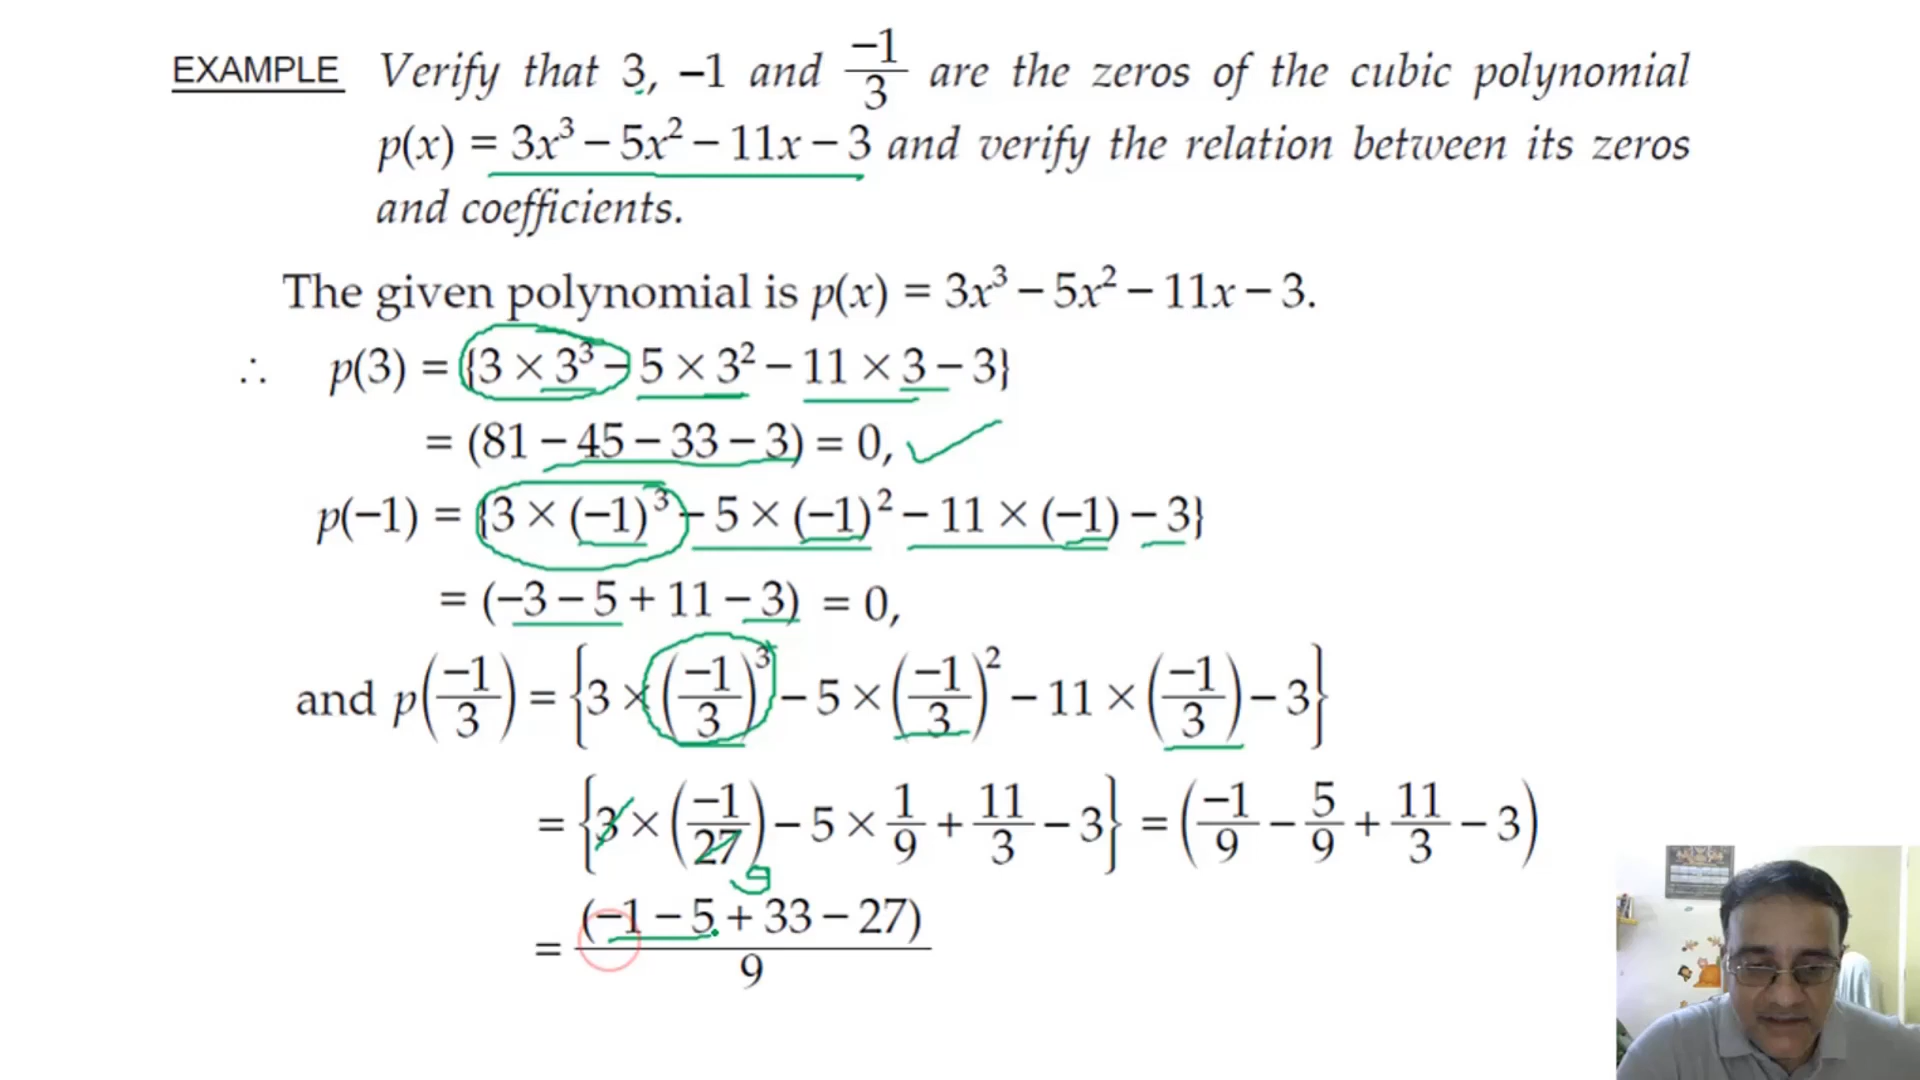 EXAMPLE Verify that 3, −1 and −1/3 are the zeros of the cubic polynomial
p(x) = 3x³ − 5x² − 11x − 3 and verify the relation between its zeros
and coefficients.
The given polynomial is p(x) = 3x³ − 5x² − 11x − 3.
∴ p(3) = {3 × 3³ − 5 × 3² − 11 × 3 − 3}
= (81 − 45 − 33 − 3) = 0,
p(−1) = {3 × (−1)³ − 5 × (−1)² − 11 × (−1) − 3}
= (−3 − 5 + 11 − 3) = 0,
and p(−1/3) = {3 × (−1/3)³ − 5 × (−1/3)² − 11 × (−1/3) − 3}
= {3 × (−1/27) − 5 × 1/9 + 11/3 − 3} = (−1/9 − 5/9 + 11/3 − 3)
9
= (−1 − 5 + 33 − 27)/9